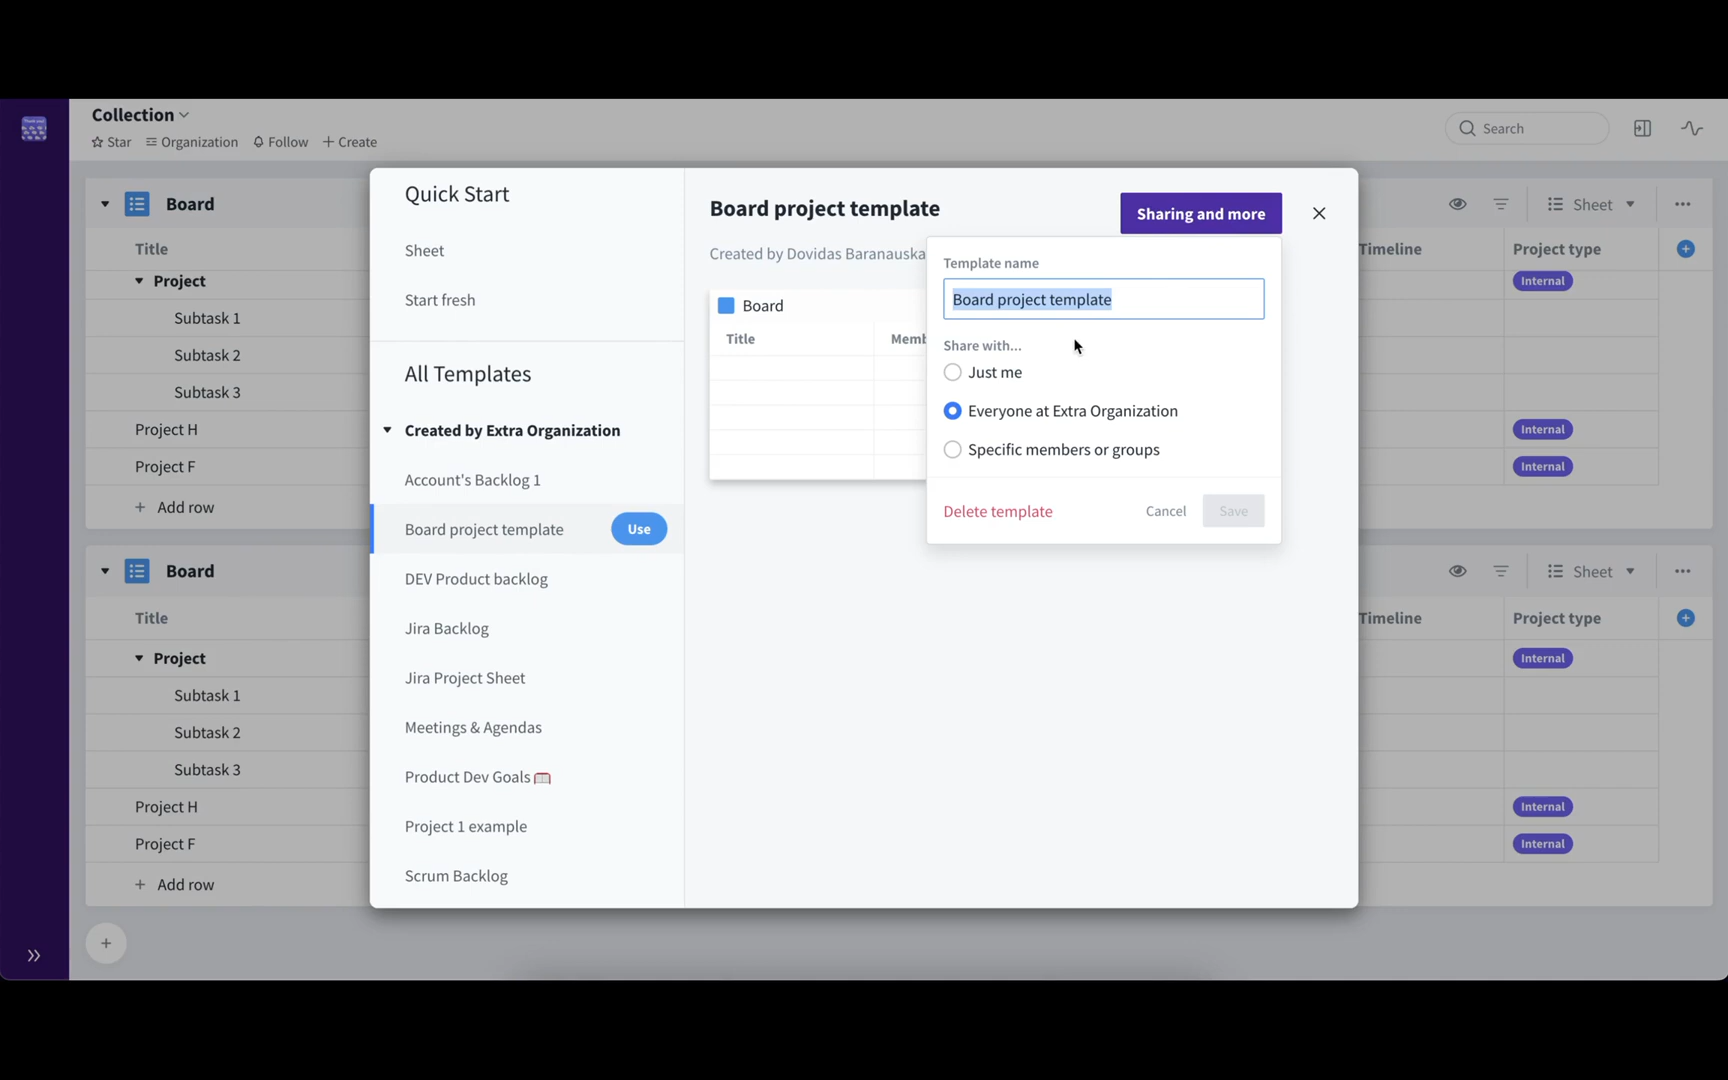 Collection
Star Organization Follow + Create
Search
Board
Sheet
Title
Timeline
Project type
Project
Internal
Subtask 1
Subtask 2
Subtask 3
Project H
Internal
Project F
Internal
+ Add row
Board
Sheet
Title
Timeline
Project type
Project
Internal
Subtask 1
Subtask 2
Subtask 3
Project H
Internal
Project F
Internal
+ Add row
Quick Start
Sheet
Start fresh
All Templates
Created by Extra Organization
Account's Backlog 1
Board project template
Use
DEV Product backlog
Jira Backlog
Jira Project Sheet
Meetings & Agendas
Product Dev Goals
Project 1 example
Scrum Backlog
Board project template
Sharing and more
Created by Dovidas Baranauska
Board
Title
Memb
Template name
Board project template
Share with...
Just me
Everyone at Extra Organization
Specific members or groups
Delete template
Cancel
Save